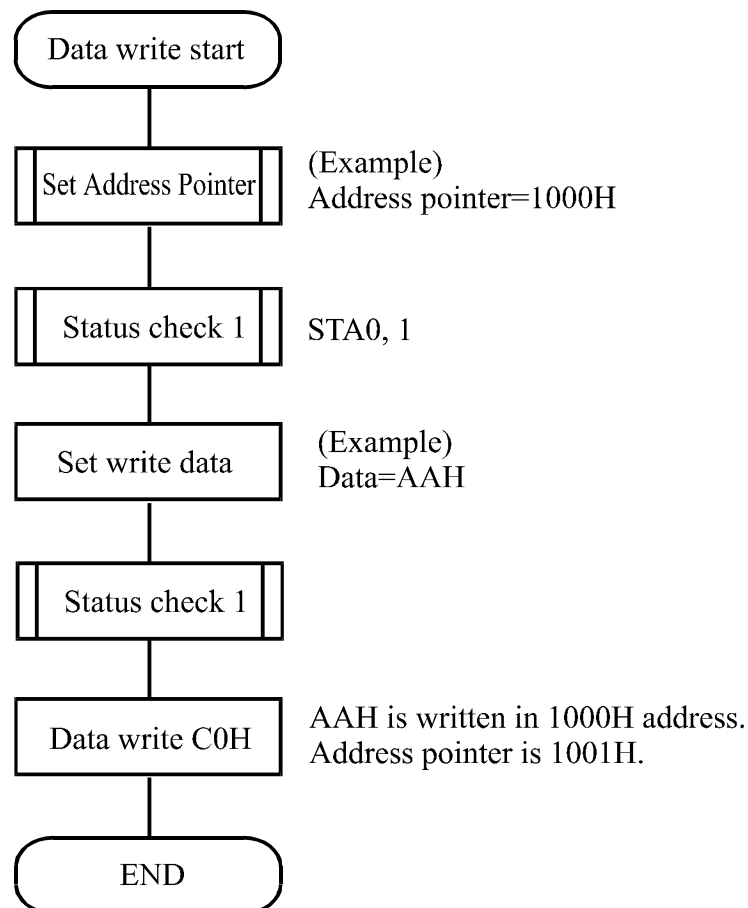 Data write start
Set Address Pointer
(Example)
Address pointer=1000H
Status check 1
STA0, 1
Set write data
(Example)
Data=AAH
Status check 1
Data write C0H
AAH is written in 1000H address.
Address pointer is 1001H.
END